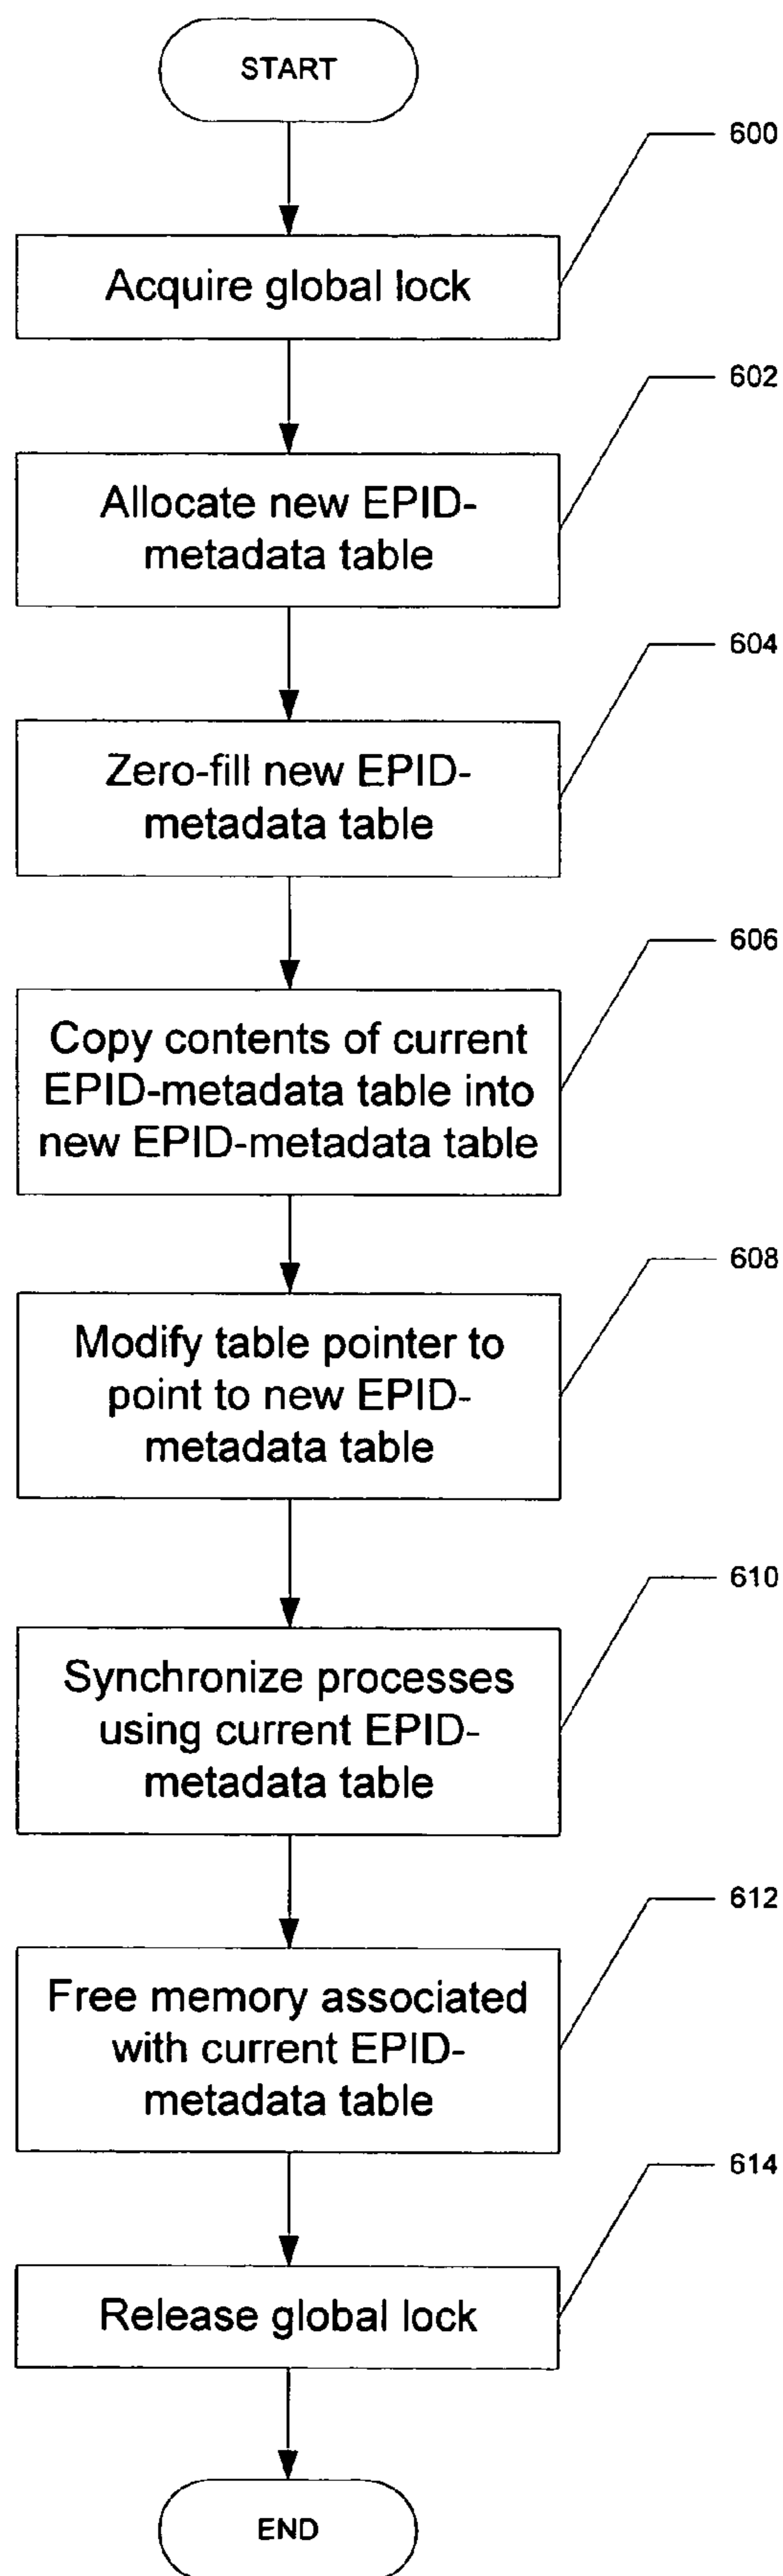 START
600
Acquire global lock
602
Allocate new EPID-
metadata table
604
Zero-fill new EPID-
metadata table
606
Copy contents of current
EPID-metadata table into
new EPID-metadata table
608
Modify table pointer to
point to new EPID-
metadata table
610
Synchronize processes
using current EPID-
metadata table
612
Free memory associated
with current EPID-
metadata table
614
Release global lock
END